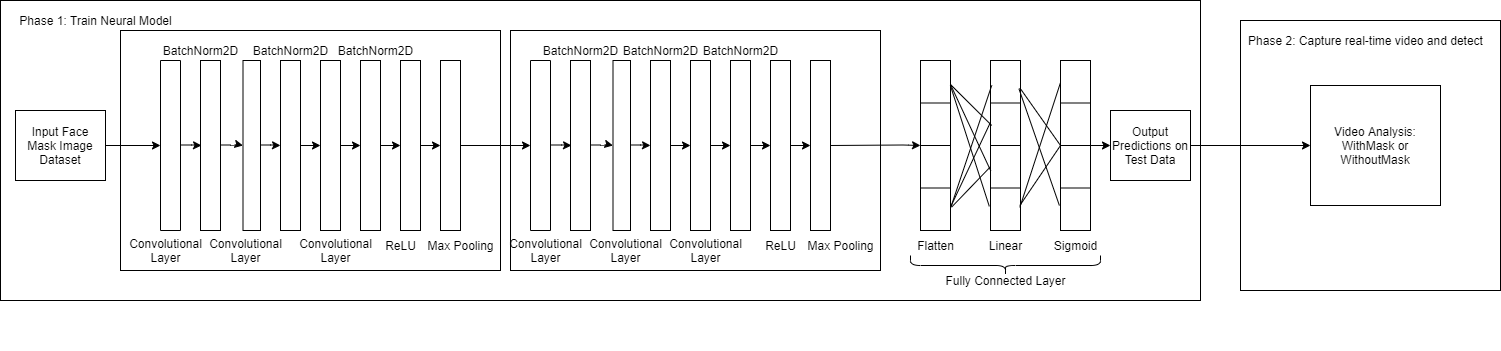 Phase 1: Train Neural Model
BatchNorm2D
BatchNorm2D
BatchNorm2D
BatchNorm2D
BatchNorm2D
BatchNorm2D
Phase 2: Capture real-time video and detect
Input Face
Mask Image
Dataset
Output
Predictions on
Test Data
Video Analysis:
WithMask or
WithoutMask
Convolutional
Layer
Convolutional
Layer
Convolutional
Layer
ReLU
Max Pooling
Convolutional
Layer
Convolutional
Layer
Convolutional
Layer
ReLU
Max Pooling
Flatten
Linear
Sigmoid
Fully Connected Layer